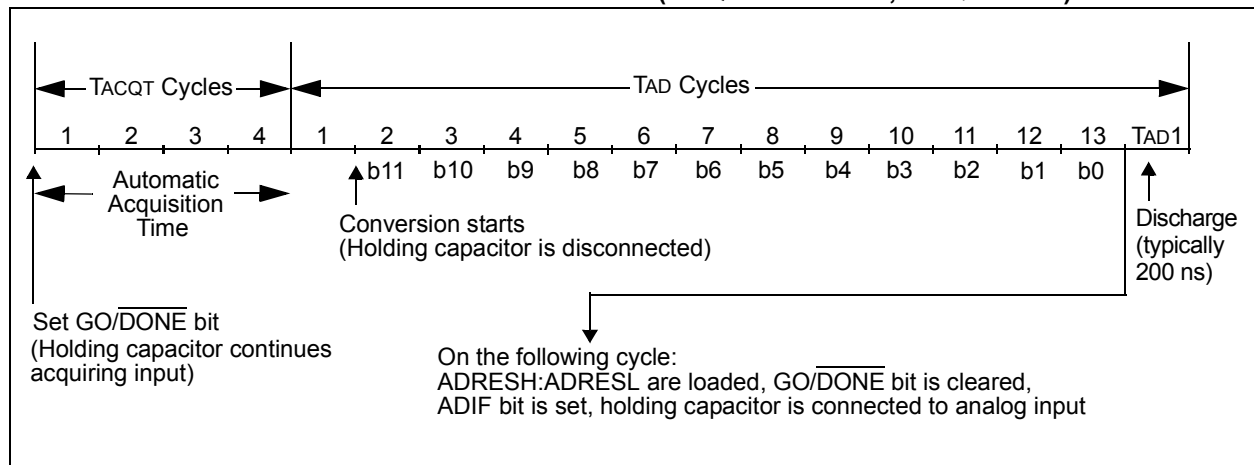 TACQT Cycles
TAD Cycles
1 2 3 4 1 2 3 4 5 6 7 8 9 10 11 12 13 TAD1
b11 b10 b9 b8 b7 b6 b5 b4 b3 b2 b1 b0
Automatic
Acquisition
Time
Conversion starts
(Holding capacitor is disconnected)
Discharge
(typically
200 ns)
Set GO/DONE bit
(Holding capacitor continues
acquiring input)
On the following cycle:
ADRESH:ADRESL are loaded, GO/DONE bit is cleared,
ADIF bit is set, holding capacitor is connected to analog input